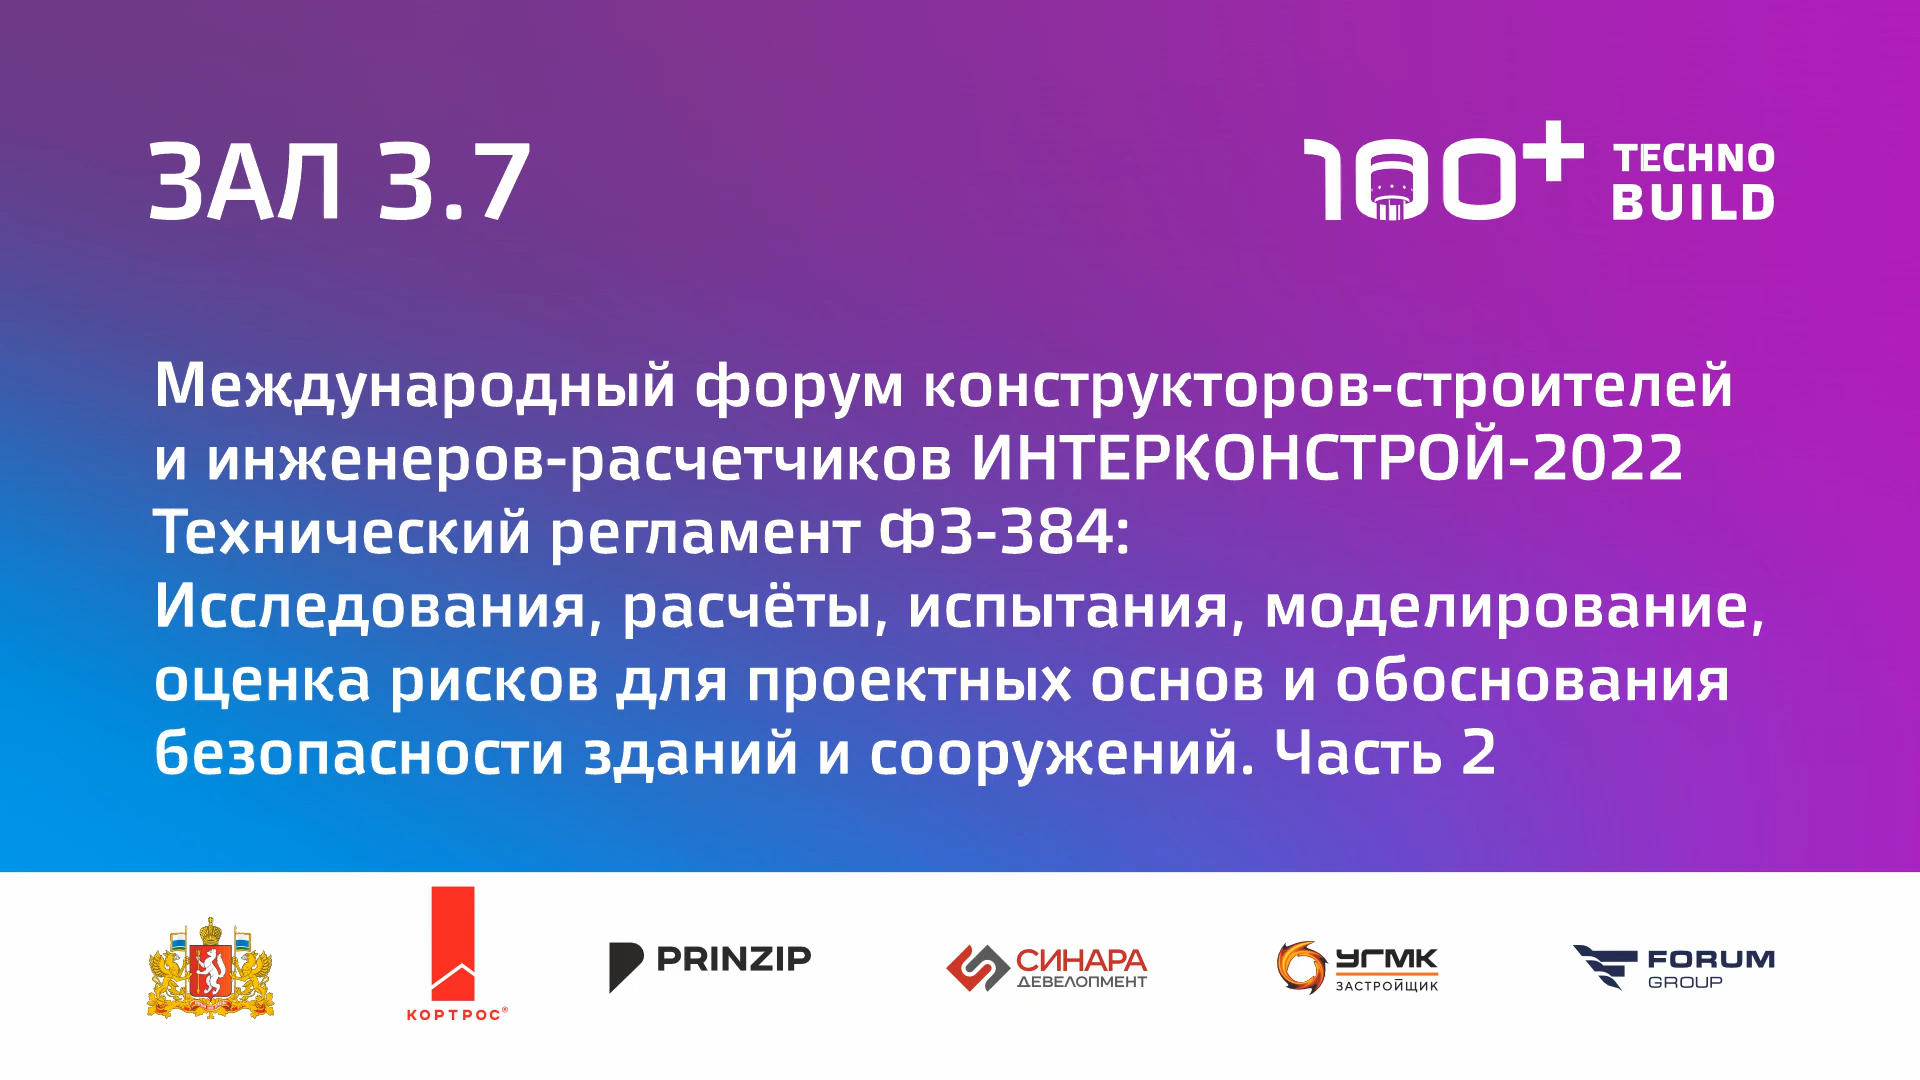 ЗАЛ 3.7
100+ TECHNO
BUILD
Международный форум конструкторов-строителей
и инженеров-расчетчиков ИНТЕРКОНСТРОЙ-2022
Технический регламент ФЗ-384:
Исследования, расчёты, испытания, моделирование,
оценка рисков для проектных основ и обоснования
безопасности зданий и сооружений. Часть 2
КОРТРОС®
PRINZIP
СИНАРА
ДЕВЕЛОПМЕНТ
УГМК
ЗАСТРОЙЩИК
FORUM
GROUP